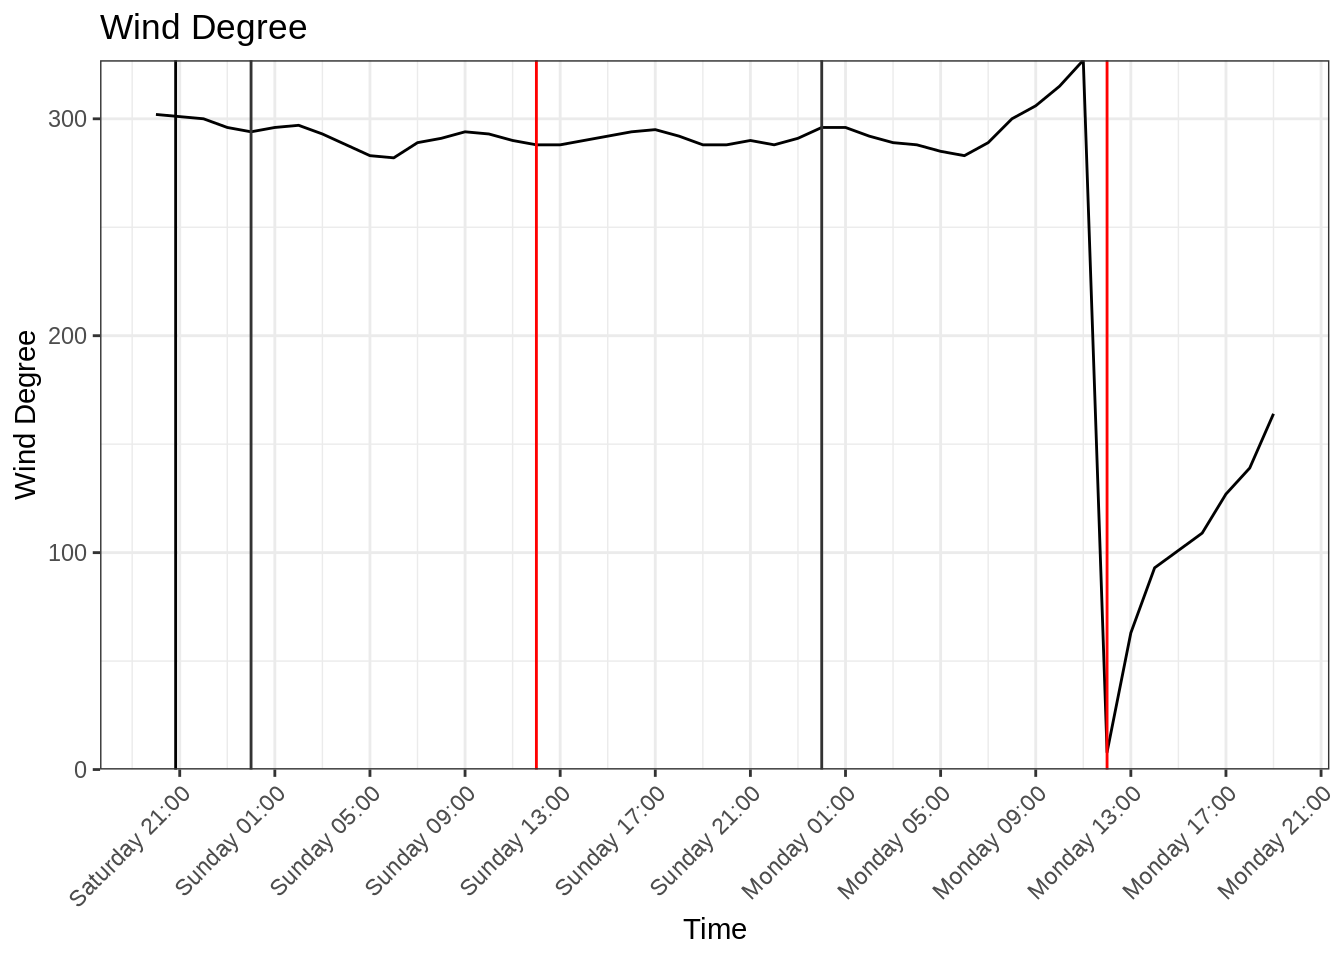 Wind Degree
Wind Degree
300
200
100
0
Saturday 21:00
Sunday 01:00
Sunday 05:00
Sunday 09:00
Sunday 13:00
Sunday 17:00
Sunday 21:00
Monday 01:00
Monday 05:00
Monday 09:00
Monday 13:00
Monday 17:00
Monday 21:00
Time